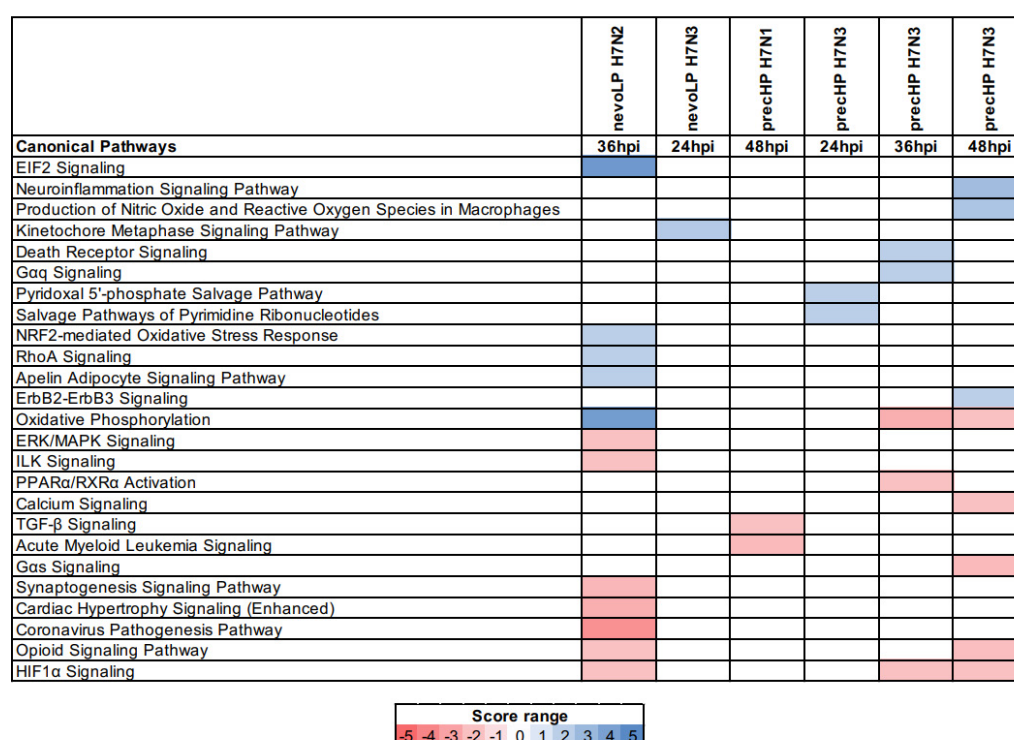 nevoLP H7N2 nevoLP H7N3 precHP H7N1 precHP H7N3 precHP H7N3 precHP H7N3
Canonical Pathways 36hpi 24hpi 48hpi 24hpi 36hpi 48hpi
EIF2 Signaling
Neuroinflammation Signaling Pathway
Production of Nitric Oxide and Reactive Oxygen Species in Macrophages
Kinetochore Metaphase Signaling Pathway
Death Receptor Signaling
Gαq Signaling
Pyridoxal 5'-phosphate Salvage Pathway
Salvage Pathways of Pyrimidine Ribonucleotides
NRF2-mediated Oxidative Stress Response
RhoA Signaling
Apelin Adipocyte Signaling Pathway
ErbB2-ErbB3 Signaling
Oxidative Phosphorylation
ERK/MAPK Signaling
ILK Signaling
PPARα/RXRα Activation
Calcium Signaling
TGF-β Signaling
Acute Myeloid Leukemia Signaling
Gαs Signaling
Synaptogenesis Signaling Pathway
Cardiac Hypertrophy Signaling (Enhanced)
Coronavirus Pathogenesis Pathway
Opioid Signaling Pathway
HIF1α Signaling
Score range
-5 -4 -3 -2 -1 0 1 2 3 4 5